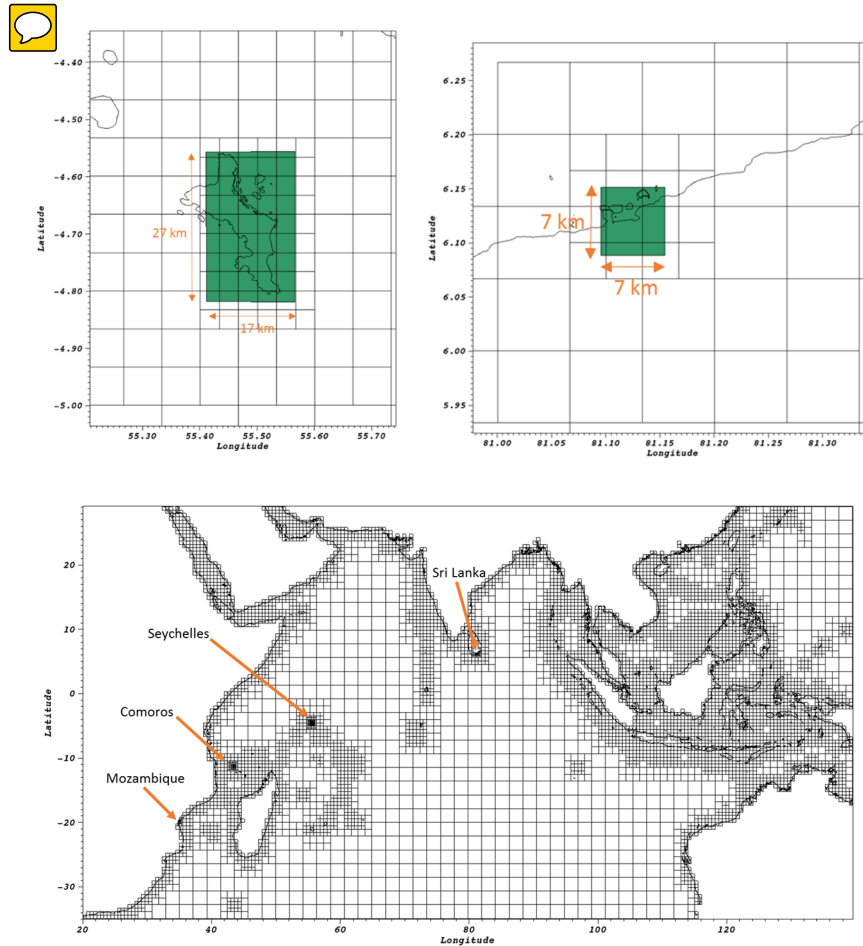 -4.40
-4.50
-4.60
-4.70
-4.80
-4.90
-5.00
Latitude
27 km
17 km
55.30 55.40 55.50 55.60 55.70
Longitude
6.25
6.20
6.15
6.10
6.05
6.00
5.95
Latitude
7 km
7 km
81.00 81.05 81.10 81.15 81.20 81.25 81.30
Longitude
20
10
0
-10
-20
-30
Latitude
Sri Lanka
Seychelles
Comoros
Mozambique
20 40 60 80 100 120
Longitude